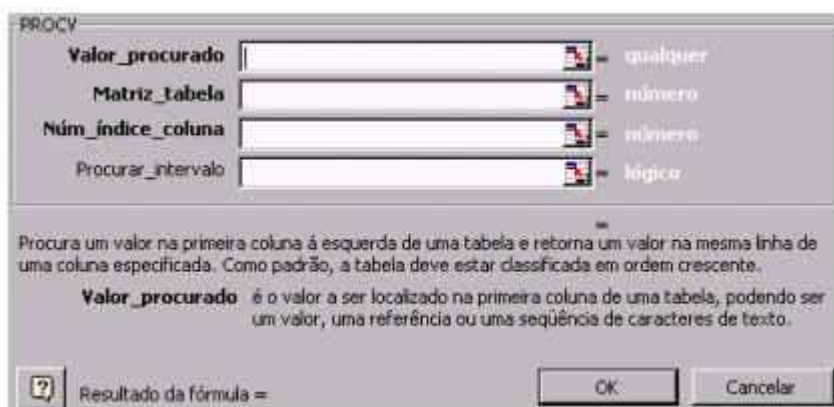 PROCV
Valor_procurado = qualquer
Matriz_tabela = número
Núm_índice_coluna = número
Procurar_intervalo = lógico
=
Procura um valor na primeira coluna á esquerda de uma tabela e retorna um valor na mesma linha de
uma coluna especificada. Como padrão, a tabela deve estar classificada em ordem crescente.
Valor_procurado é o valor a ser localizado na primeira coluna de uma tabela, podendo ser
um valor, uma referência ou uma seqüência de caracteres de texto.
Resultado da fórmula = OK Cancelar